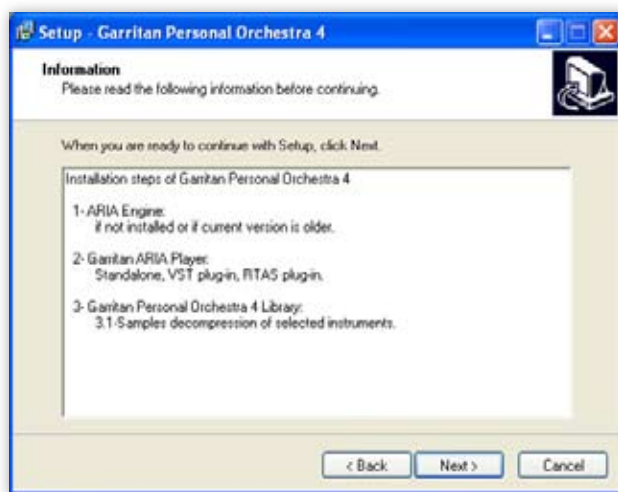 Setup - Garritan Personal Orchestra 4
Information
Please read the following information before continuing.
When you are ready to continue with Setup, click Next.
Installation steps of Garritan Personal Orchestra 4
1- ARIA Engine:
if not installed or if current version is older.
2- Garritan ARIA Player:
Standalone, VST plug-in, RTAS plug-in.
3- Garritan Personal Orchestra 4 Library:
3.1-Samples decompression of selected instruments.
< Back
Next >
Cancel